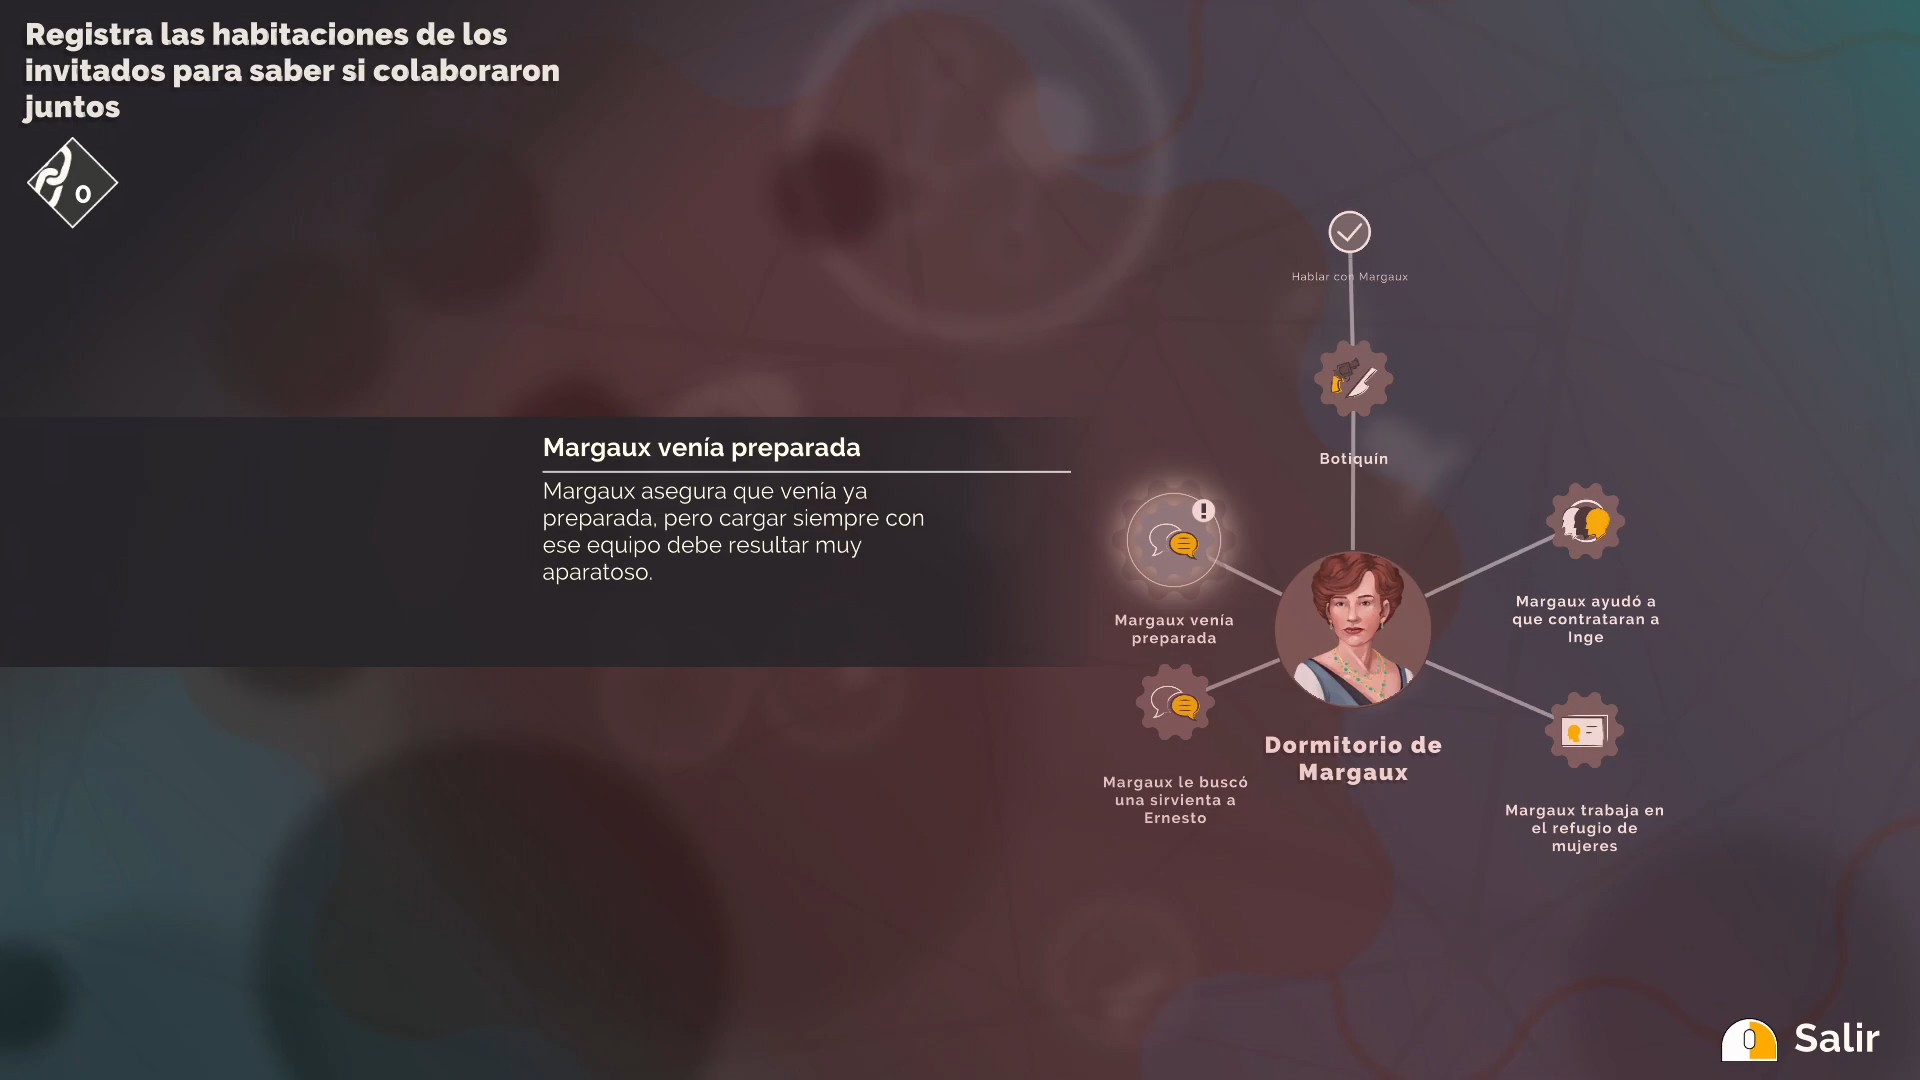 Registra las habitaciones de los
invitados para saber si colaboraron
juntos
0
Hablar con Margaux
Botiquín
Margaux venía preparada
Margaux asegura que venía ya
preparada, pero cargar siempre con
ese equipo debe resultar muy
aparatoso.
!
Margaux venía
preparada
Margaux ayudó a
que contrataran a
Inge
Margaux le buscó
una sirvienta a
Ernesto
Dormitorio de
Margaux
Margaux trabaja en
el refugio de
mujeres
Salir